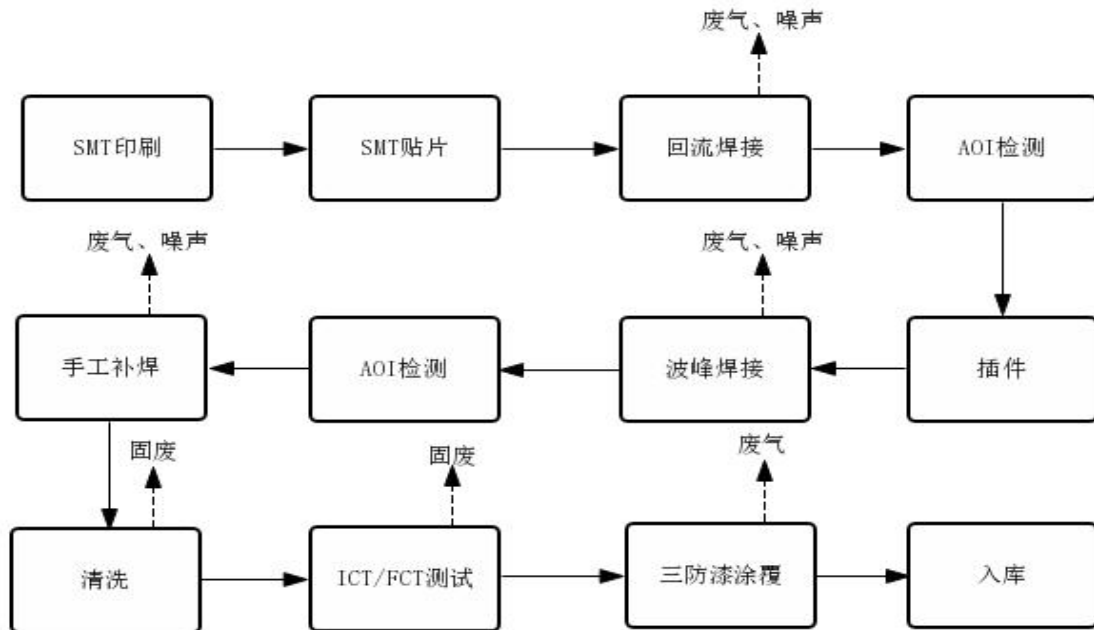 废气、噪声
SMT印刷
SMT贴片
回流焊接
AOI检测
废气、噪声
废气、噪声
手工补焊
AOI检测
波峰焊接
插件
固废
固废
废气
清洗
ICT/FCT测试
三防漆涂覆
入库